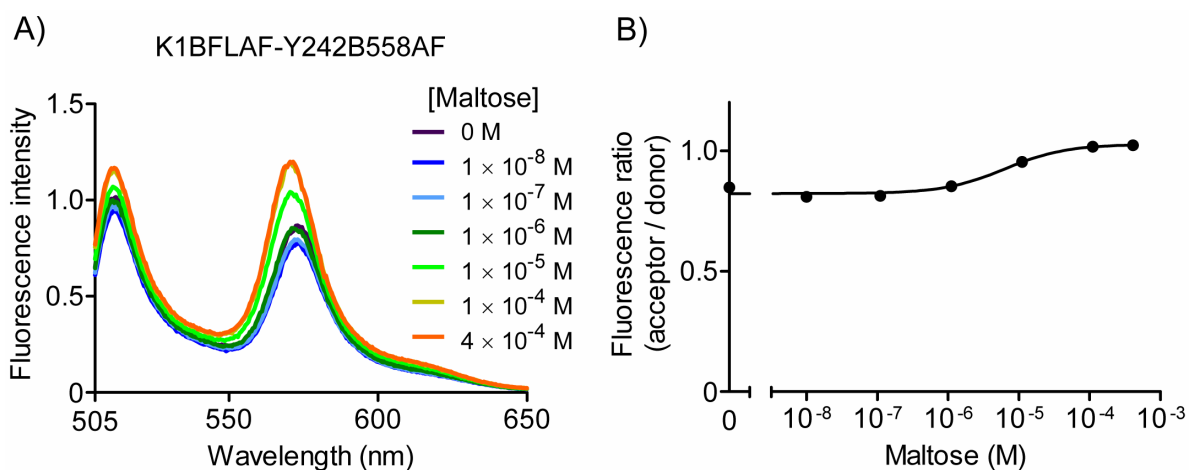 A)
K1BFLAF-Y242B558AF
Fluorescence intensity
1.5
1.0
0.5
0
505
550
600
650
Wavelength (nm)
[Maltose]
0 M
1 × 10⁻⁸ M
1 × 10⁻⁷ M
1 × 10⁻⁶ M
1 × 10⁻⁵ M
1 × 10⁻⁴ M
4 × 10⁻⁴ M
B)
Fluorescence ratio
(acceptor / donor)
1.0
0.5
0
0
10⁻⁸
10⁻⁷
10⁻⁶
10⁻⁵
10⁻⁴
10⁻³
Maltose (M)